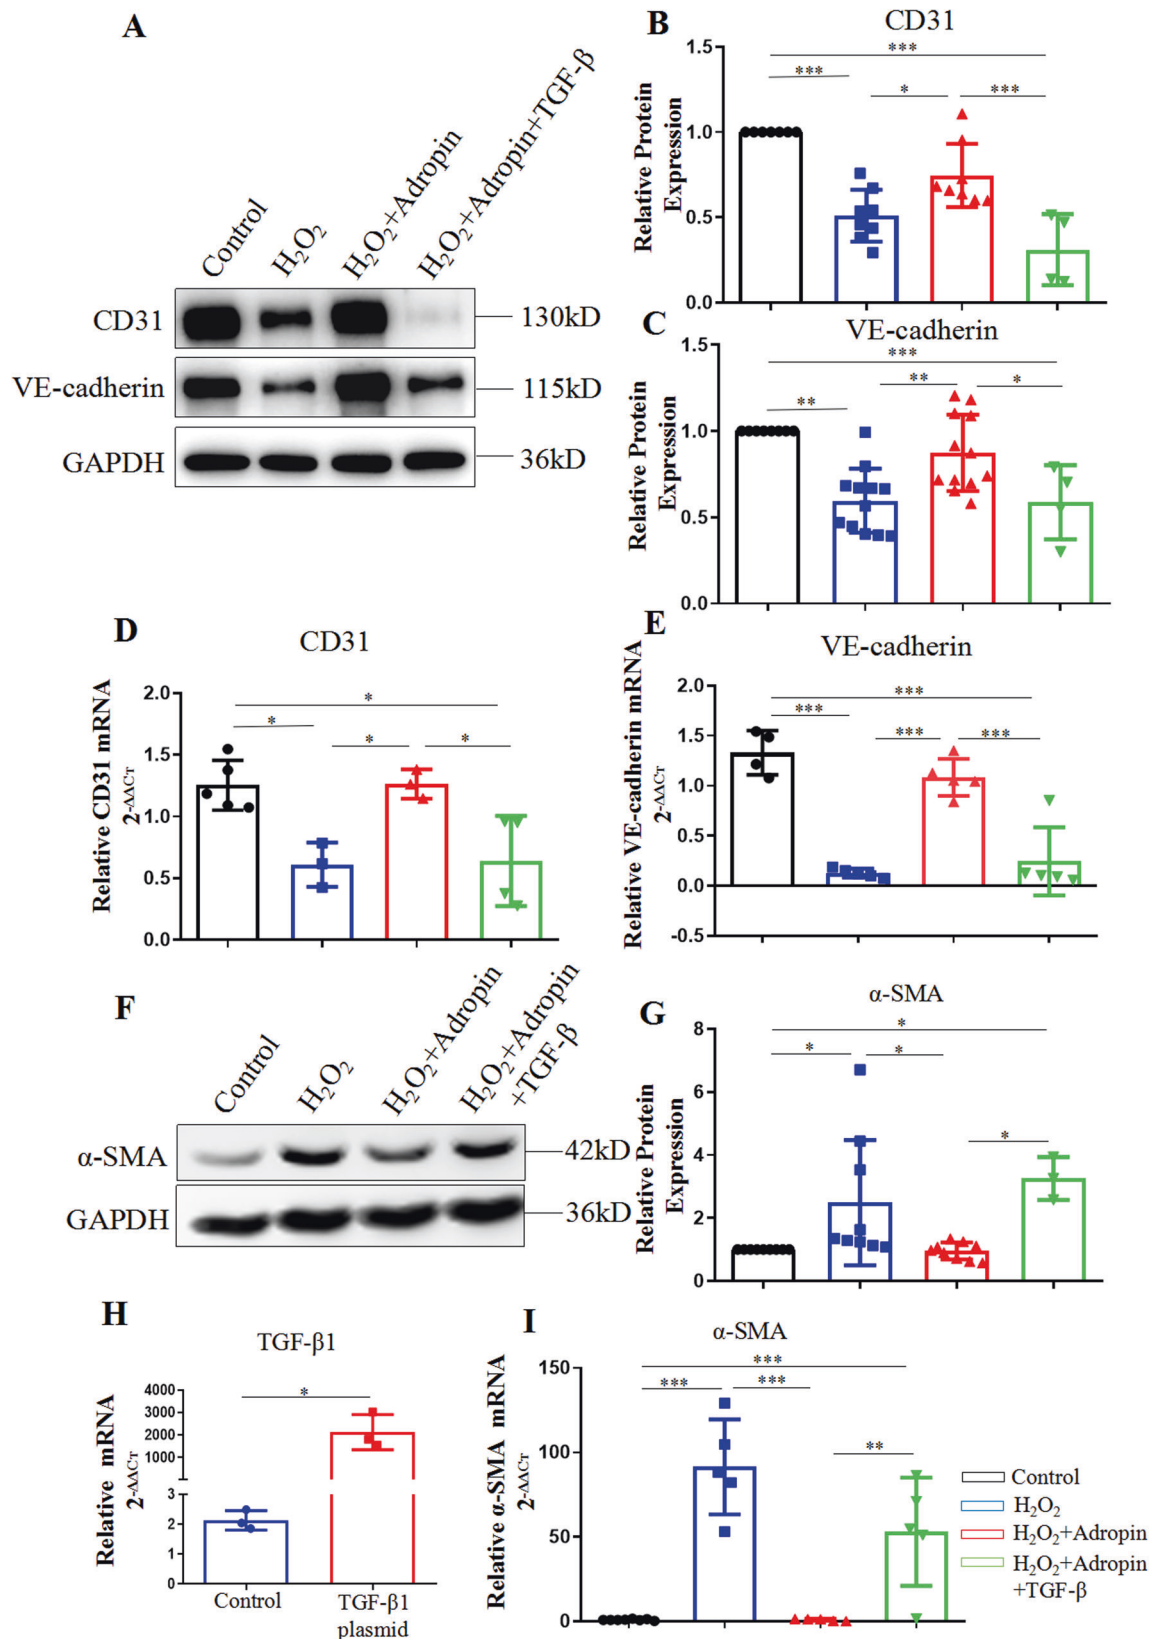 A
Control
H₂O₂
H₂O₂+Adropin
H₂O₂+Adropin+TGF-β
CD31
130kD
VE-cadherin
115kD
GAPDH
36kD
B
CD31
Relative Protein
Expression
1.5
1.0
0.5
0.0
***
***
*
***
C
VE-cadherin
Relative Protein
Expression
1.5
1.0
0.5
0.0
***
**
**
*
D
CD31
Relative CD31 mRNA
2-ΔΔCT
2.0
1.5
1.0
0.5
0.0
*
*
*
*
E
VE-cadherin
Relative VE-cadherin mRNA
2-ΔΔCT
2.0
1.5
1.0
0.5
0.0
-0.5
***
***
***
***
F
Control
H₂O₂
H₂O₂+Adropin
H₂O₂+Adropin
+TGF-β
α-SMA
42kD
GAPDH
36kD
G
α-SMA
Relative Protein
Expression
8
6
4
2
0
*
*
*
*
H
TGF-β1
Relative mRNA
2-ΔΔCT
4000
3000
2000
1000
3
2
1
0
*
Control
TGF-β1
plasmid
I
α-SMA
Relative α-SMA mRNA
2-ΔΔCT
150
100
50
0
***
***
***
**
Control
H₂O₂
H₂O₂+Adropin
H₂O₂+Adropin
+TGF-β